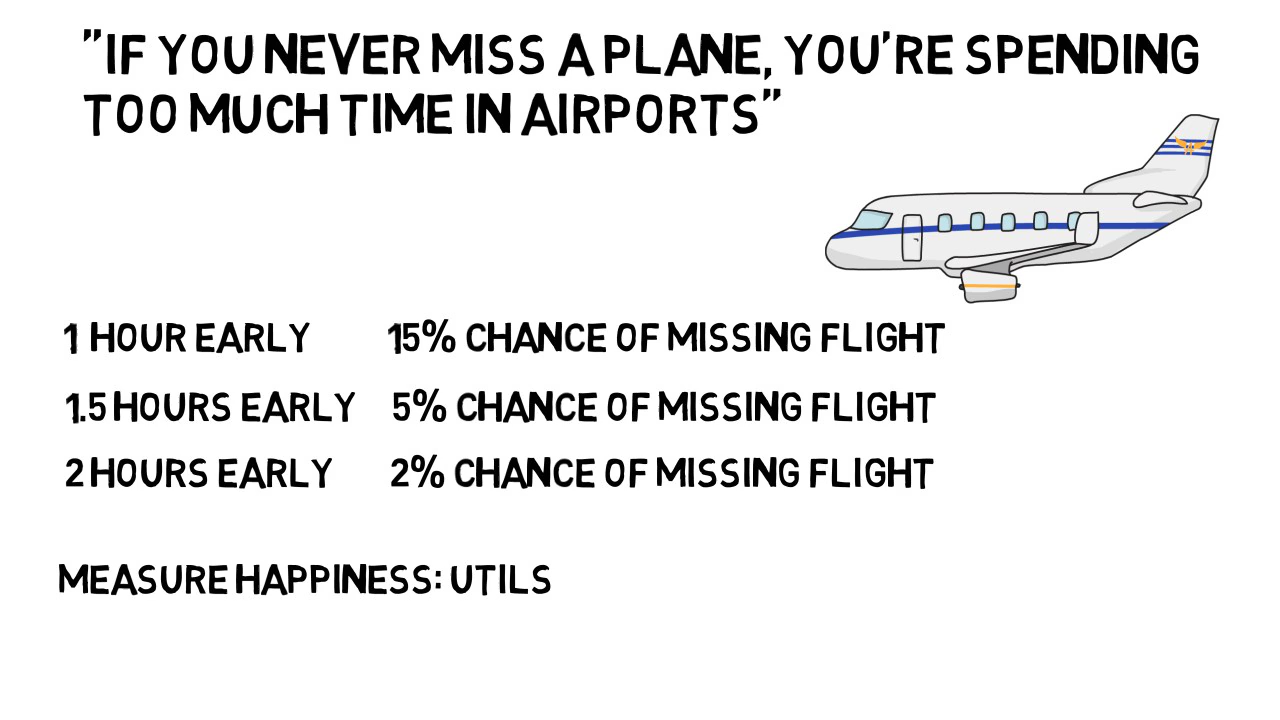 "IF YOU NEVER MISS A PLANE, YOU'RE SPENDING
TOO MUCH TIME IN AIRPORTS"
1 HOUR EARLY 15% CHANCE OF MISSING FLIGHT
1.5 HOURS EARLY 5% CHANCE OF MISSING FLIGHT
2 HOURS EARLY 2% CHANCE OF MISSING FLIGHT
MEASURE HAPPINESS: UTILS